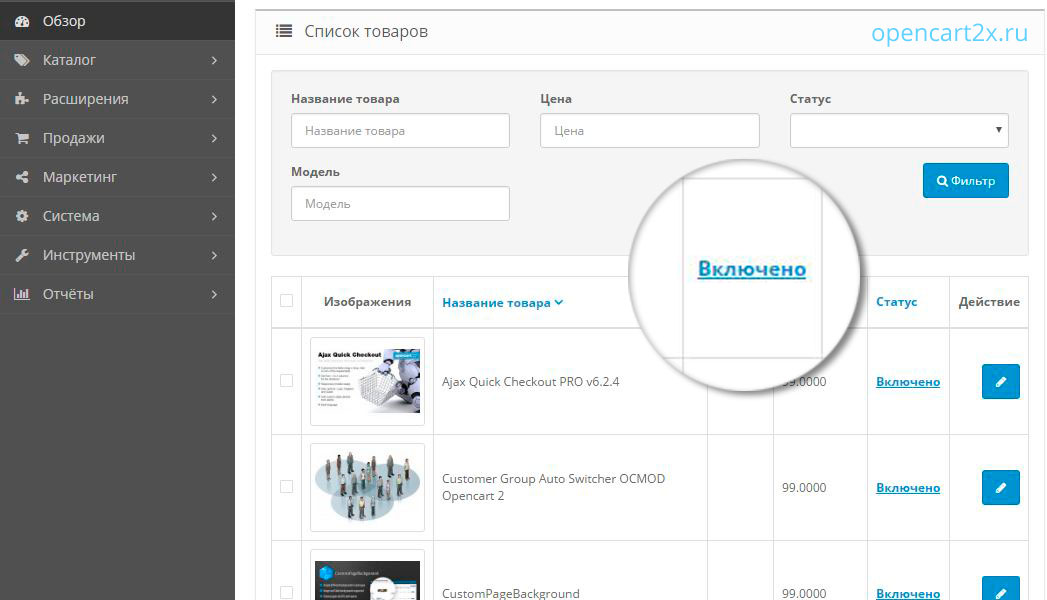 Обзор
Каталог
Расширения
Продажи
Маркетинг
Система
Инструменты
Отчёты
Список товаров
opencart2x.ru
Название товара
Цена
Статус
Название товара
Цена
Модель
Модель
Фильтр
Включено
Изображения
Название товара
Статус
Действие
Ajax Quick Checkout
Ajax Quick Checkout PRO v6.2.4
99.0000
Включено
Customer Group Auto Switcher OCMOD
Opencart 2
99.0000
Включено
CustomPageBackground
CustomPageBackground
99.0000
Включено